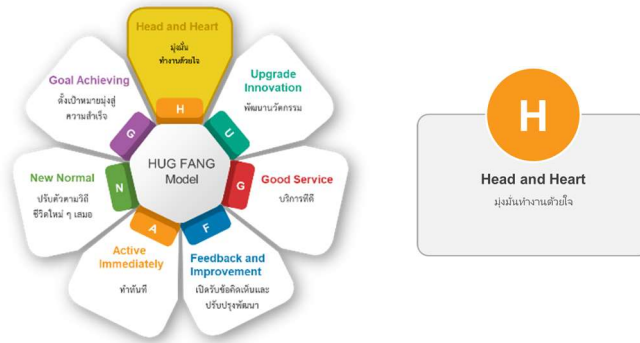 Head and Heart
มุ่งมั่น
ทำงานด้วยใจ
H
Upgrade
Innovation
พัฒนานวัตกรรม
U
Good Service
บริการที่ดี
G
Feedback and
Improvement
เปิดรับข้อคิดเห็นและ
ปรับปรุงพัฒนา
F
Active
Immediately
ทำทันที
A
New Normal
ปรับตัวตามวิถี
ชีวิตใหม่ ๆ เสมอ
N
Goal Achieving
ตั้งเป้าหมายมุ่งสู่
ความสำเร็จ
G
HUG FANG
Model
H
Head and Heart
มุ่งมั่นทำงานด้วยใจ